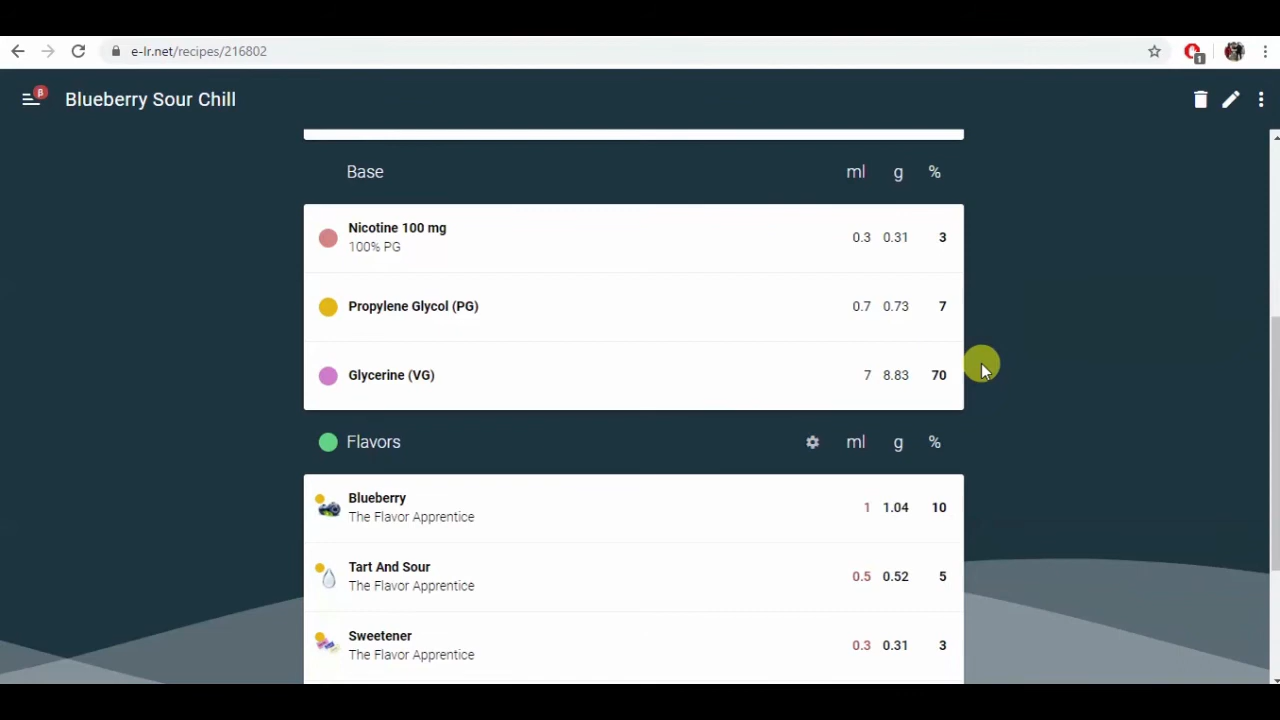 e-lr.net/recipes/216802
1
β
Blueberry Sour Chill
Base ml g %
Nicotine 100 mg
100% PG
0.3 0.31 3
Propylene Glycol (PG) 0.7 0.73 7
Glycerine (VG) 7 8.83 70
Flavors ml g %
Blueberry
The Flavor Apprentice
1 1.04 10
Tart And Sour
The Flavor Apprentice
0.5 0.52 5
Sweetener
The Flavor Apprentice
0.3 0.31 3